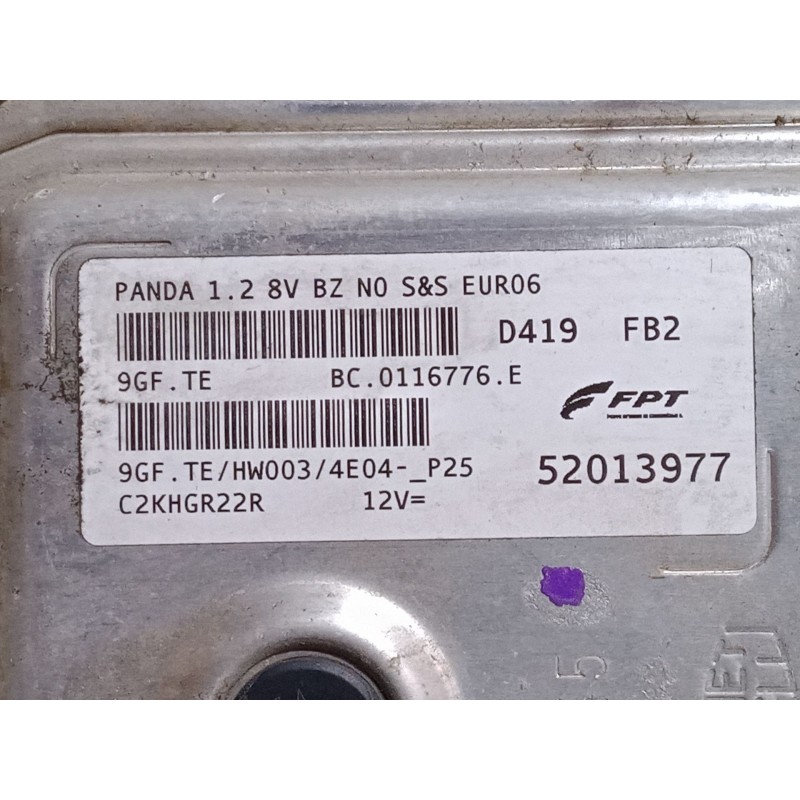 PANDA 1.2 8V BZ NO S&S EURO6
D419 FB2
9GF.TE BC.0116776.E
FPT
9GF.TE/HW003/4E04-_P25
52013977
C2KHGR22R 12V=